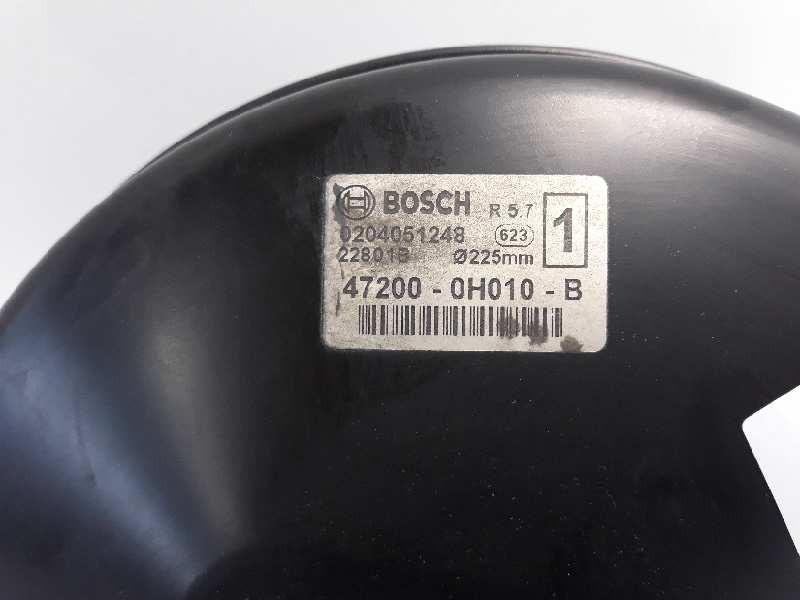 BOSCH R 5.7 1
0204051248 623
22801B Ø225mm
47200 - 0H010 - B